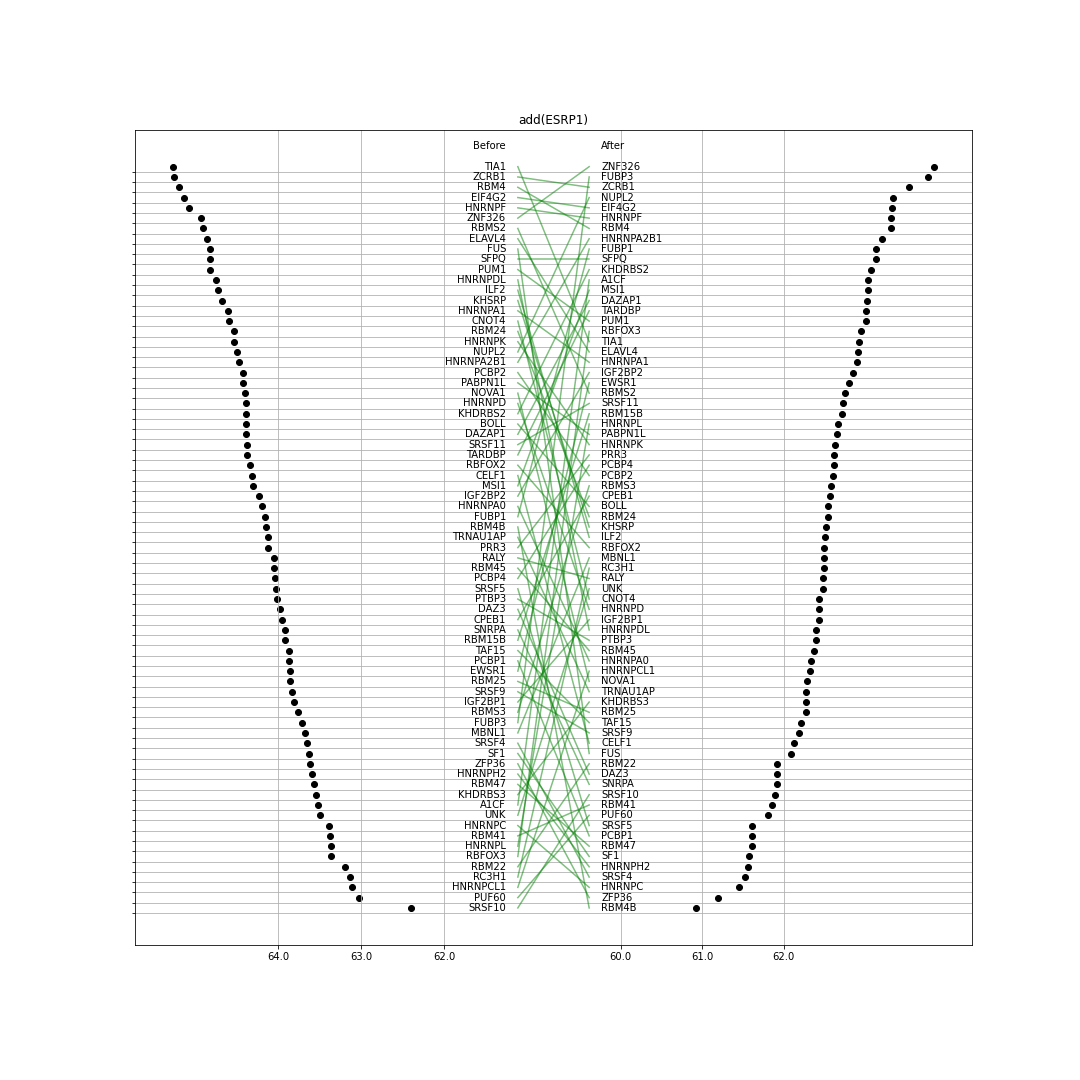 add(ESRP1)
Before After
TIA1 ZNF326
ZCRB1 FUBP3
RBM4 ZCRB1
EIF4G2 NUPL2
HNRNPF EIF4G2
ZNF326 HNRNPF
RBMS2 RBM4
ELAVL4 HNRNPA2B1
FUS FUBP1
SFPQ SFPQ
PUM1 KHDRBS2
HNRNPDL A1CF
ILF2 MSI1
KHSRP DAZAP1
HNRNPA1 TARDBP
CNOT4 PUM1
RBM24 RBFOX3
HNRNPK TIA1
NUPL2 ELAVL4
HNRNPA2B1 HNRNPA1
PCBP2 IGF2BP2
PABPN1L EWSR1
NOVA1 RBMS2
HNRNPD SRSF11
KHDRBS2 RBM15B
BOLL HNRNPL
DAZAP1 PABPN1L
SRSF11 HNRNPK
TARDBP PRR3
RBFOX2 PCBP4
CELF1 PCBP2
MSI1 RBMS3
IGF2BP2 CPEB1
HNRNPA0 BOLL
FUBP1 RBM24
RBM4B KHSRP
TRNAU1AP ILF2
PRR3 RBFOX2
RALY MBNL1
RBM45 RC3H1
PCBP4 RALY
SRSF5 UNK
PTBP3 CNOT4
DAZ3 HNRNPD
CPEB1 IGF2BP1
SNRPA HNRNPDL
RBM15B PTBP3
TAF15 RBM45
PCBP1 HNRNPA0
EWSR1 HNRNPCL1
RBM25 NOVA1
SRSF9 TRNAU1AP
IGF2BP1 KHDRBS3
RBMS3 RBM25
FUBP3 TAF15
MBNL1 SRSF9
SRSF4 CELF1
SF1 FUS
ZFP36 RBM22
HNRNPH2 DAZ3
RBM47 SNRPA
KHDRBS3 SRSF10
A1CF RBM41
UNK PUF60
HNRNPC SRSF5
RBM41 PCBP1
HNRNPL RBM47
RBFOX3 SF1
RBM22 HNRNPH2
RC3H1 SRSF4
HNRNPCL1 HNRNPC
PUF60 ZFP36
SRSF10 RBM4B
64.0 63.0 62.0 60.0 61.0 62.0